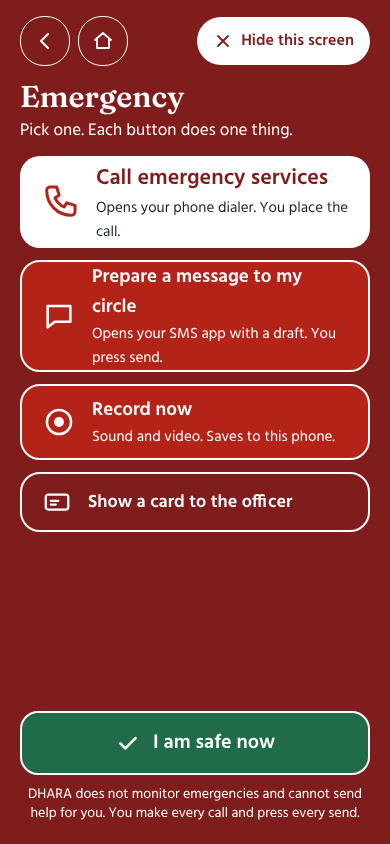 Hide this screen
Emergency
Pick one. Each button does one thing.
Call emergency services
Opens your phone dialer. You place the
call.
Prepare a message to my
circle
Opens your SMS app with a draft. You
press send.
Record now
Sound and video. Saves to this phone.
Show a card to the officer
I am safe now
DHARA does not monitor emergencies and cannot send
help for you. You make every call and press every send.